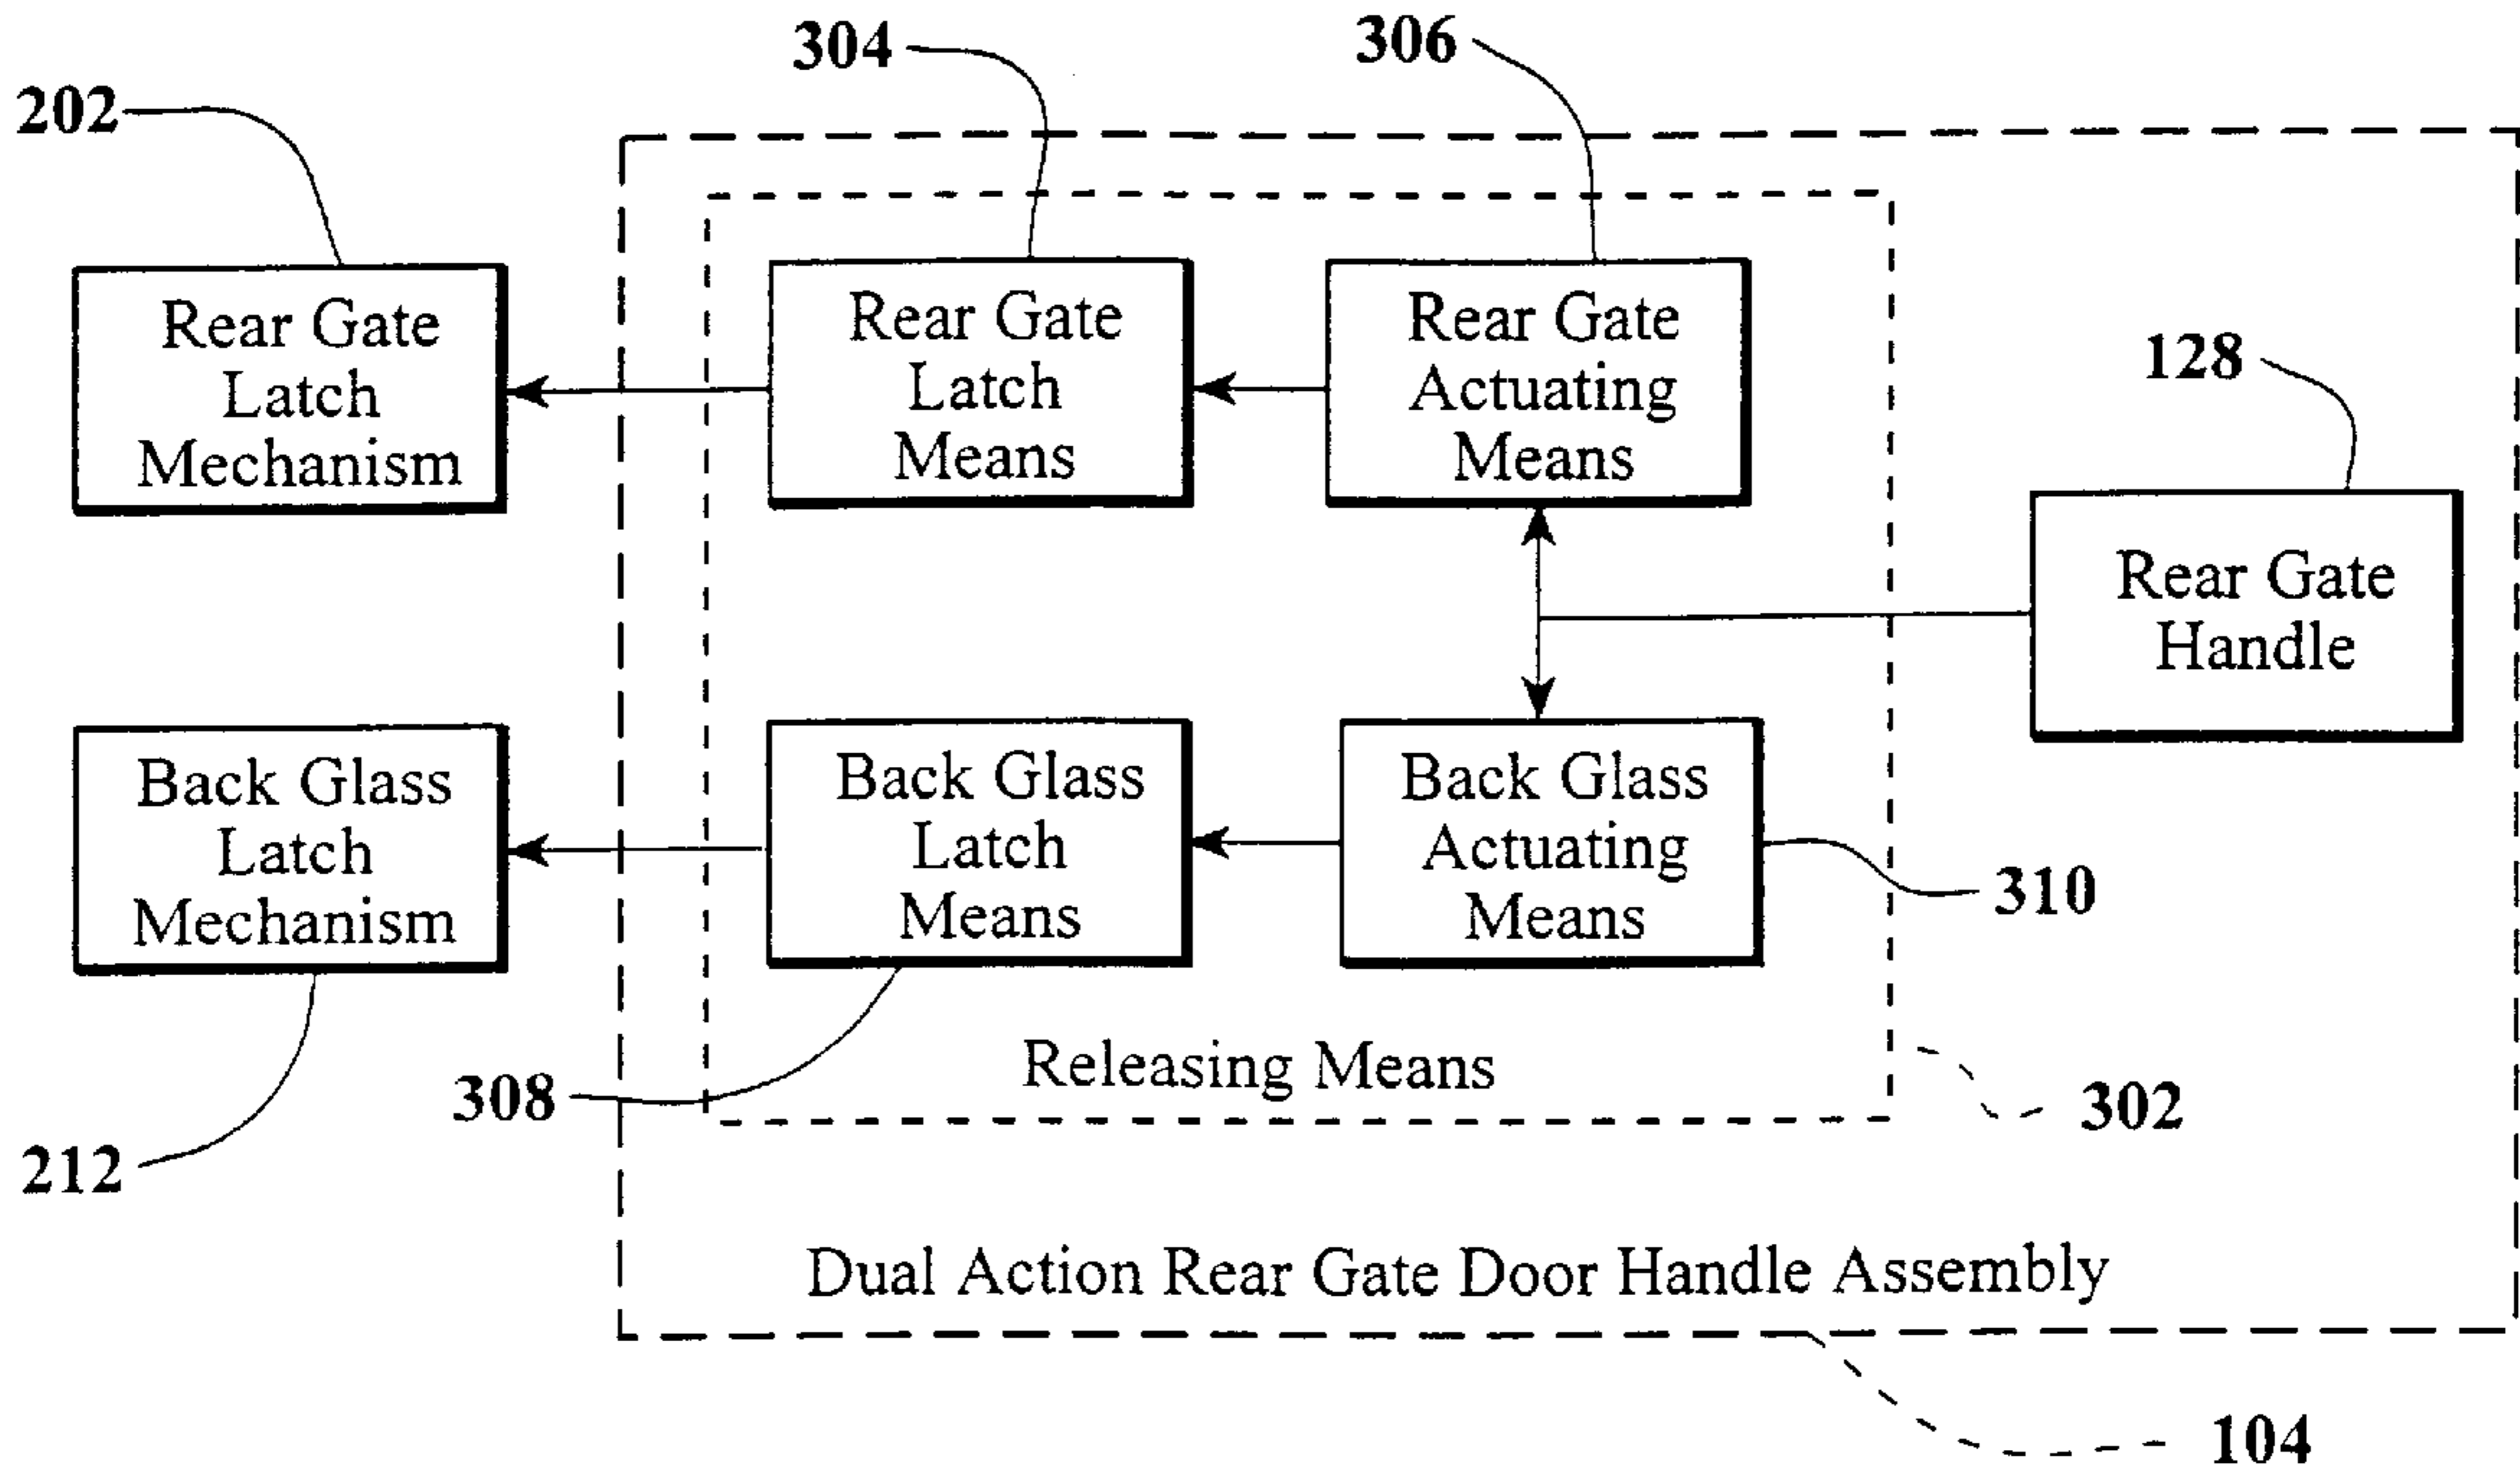 304
306
202
Rear Gate
Latch
Mechanism
Rear Gate
Latch
Means
Rear Gate
Actuating
Means
128
Rear Gate
Handle
Back Glass
Latch
Mechanism
Back Glass
Latch
Means
Back Glass
Actuating
Means
310
Releasing Means
308
302
212
Dual Action Rear Gate Door Handle Assembly
104